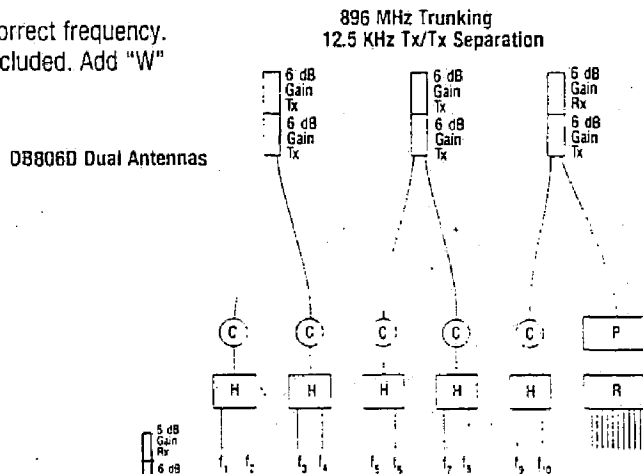 orrect frequency.
cluded. Add "W"
896 MHz Trunking
12.5 KHz Tx/Tx Separation
DB806D Dual Antennas
6 dB
Gain
Tx
6 dB
Gain
Tx
6 dB
Gain
Tx
6 dB
Gain
Tx
6 dB
Gain
Rx
6 dB
Gain
Tx
C C C C C P
H H H H H R
f₁ f₂ f₃ f₄ f₅ f₆ f₇ f₈ f₉ f₁₀
5 dB
Gain
Rx
6 dB